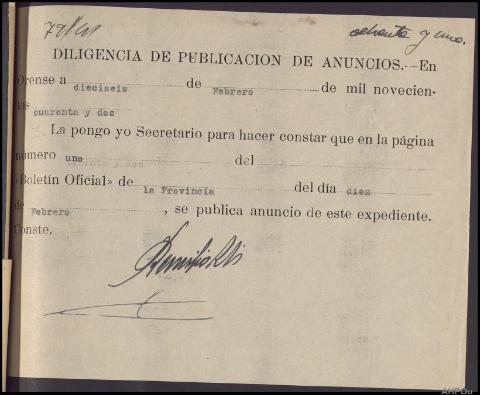 ochenta y uno.
DILIGENCIA DE PUBLICACION DE ANUNCIOS.--En
Orense a dieciseis de Febrero de mil novecien-
tos cuarenta y dos
La pongo yo Secretario para hacer constar que en la página
número uno del
«Boletín Oficial» de la Provincia del día diez
de Febrero, se publica anuncio de este expediente.
Conste.